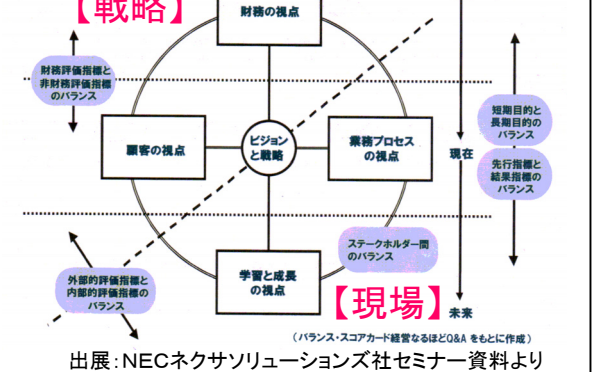 【戦略】
財務の視点
財務評価指標と
非財務評価指標
のバランス
短期目的と
長期目的の
バランス
顧客の視点
ビジョン
と戦略
業務プロセス
の視点
現在
先行指標と
結果指標の
バランス
ステークホルダー間
のバランス
外部的評価指標と
内部的評価指標の
バランス
学習と成長
の視点
【現場】
未来
(バランス・スコアカード経営なるほどQ&Aをもとに作成)
出展:NECネクサソリューションズ社セミナー資料より